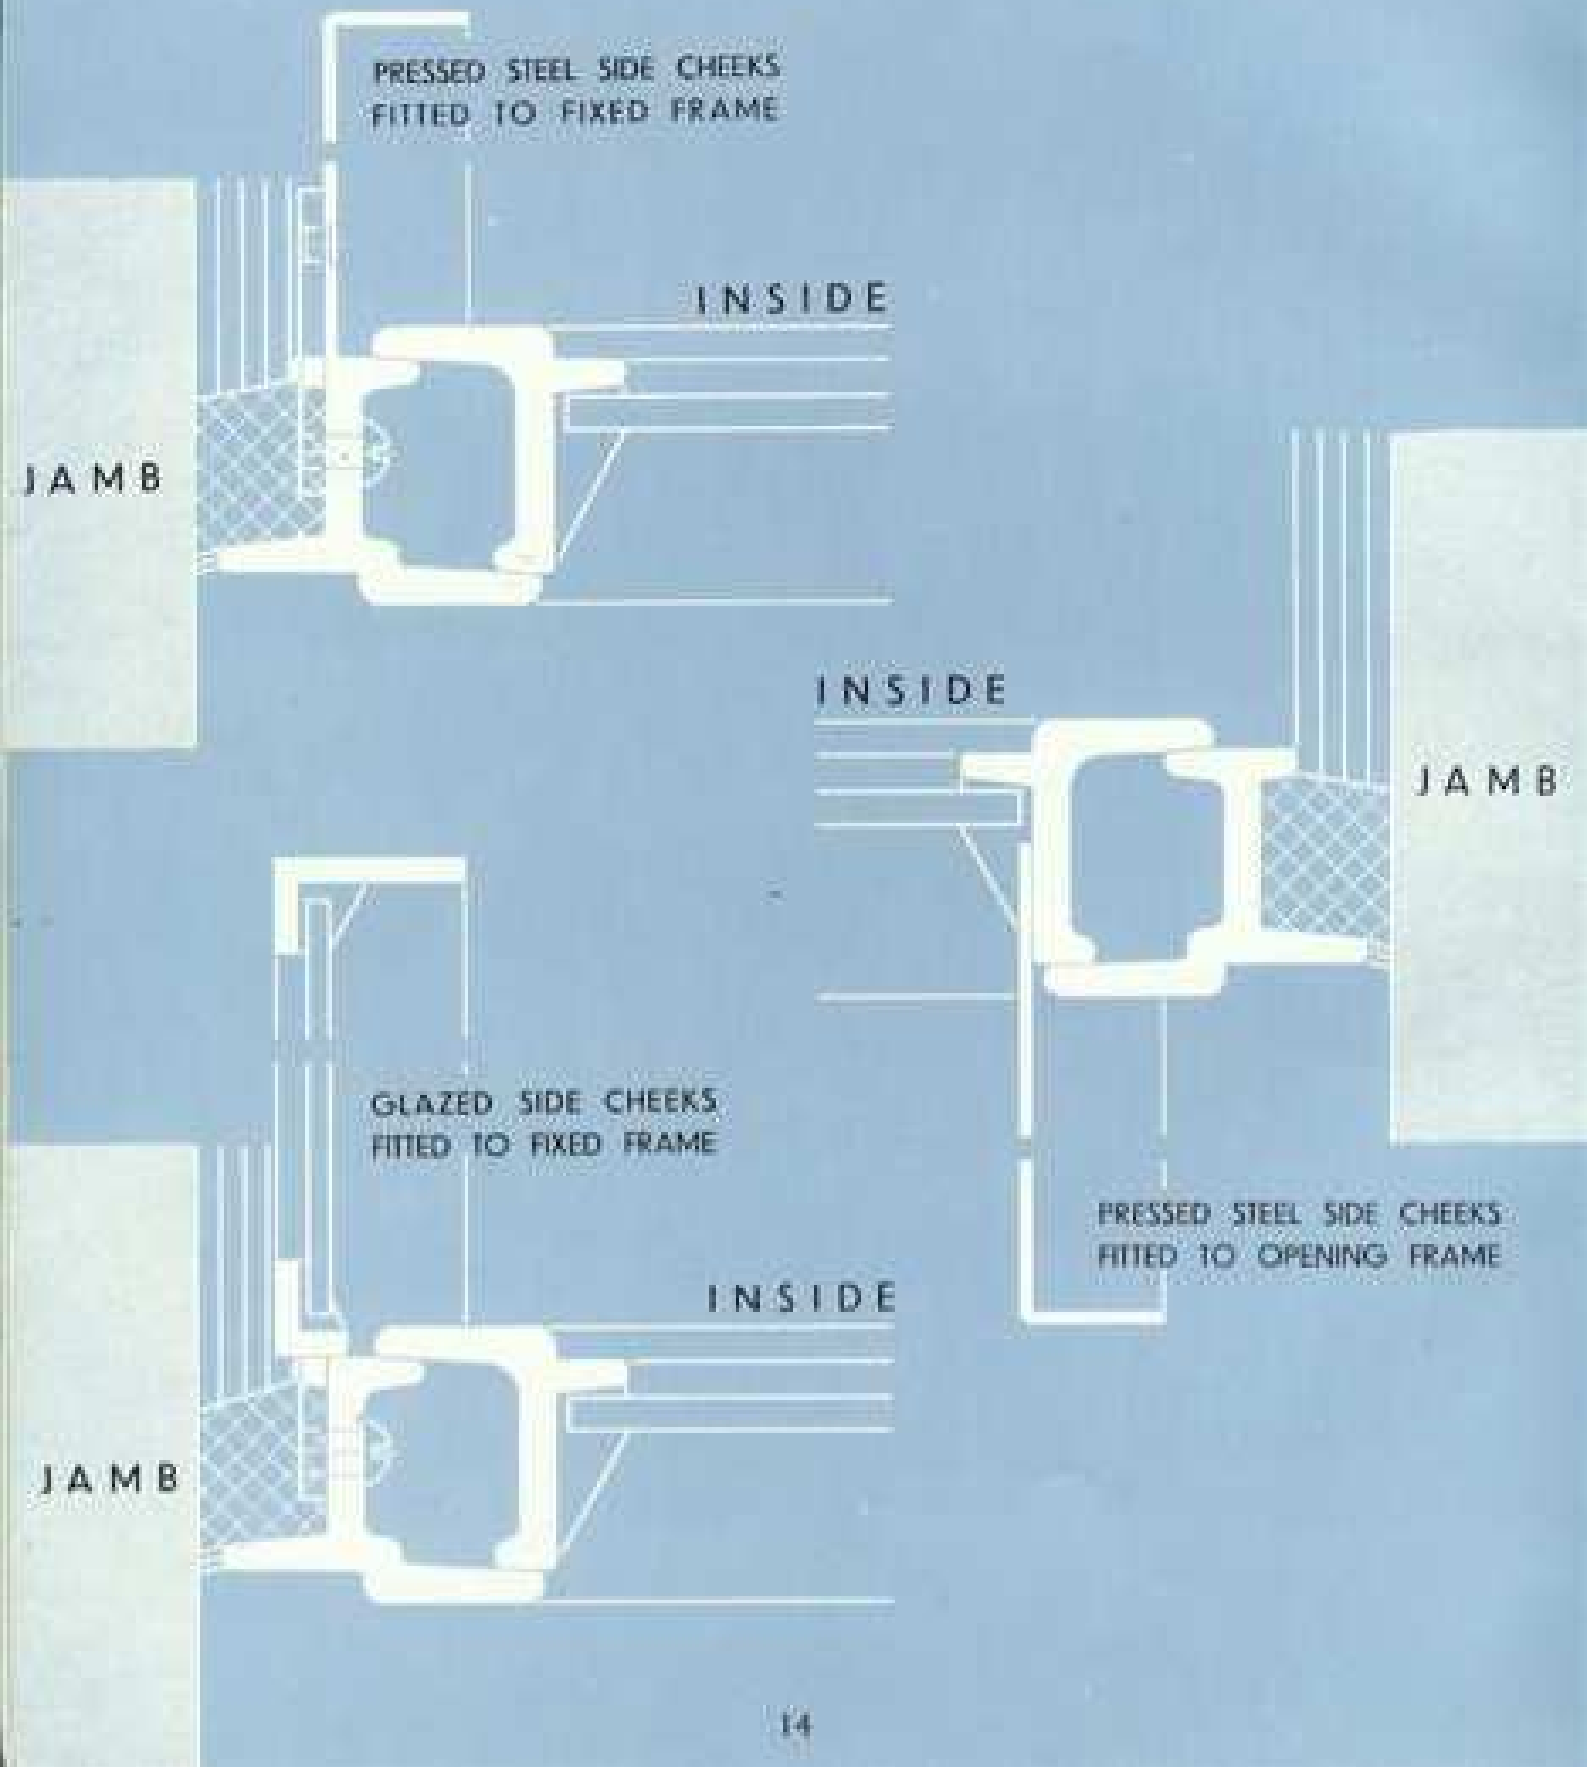 PRESSED STEEL SIDE CHEEKS
FITTED TO FIXED FRAME
INSIDE
JAMB
INSIDE
JAMB
GLAZED SIDE CHEEKS
FITTED TO FIXED FRAME
PRESSED STEEL SIDE CHEEKS
FITTED TO OPENING FRAME
INSIDE
JAMB
14